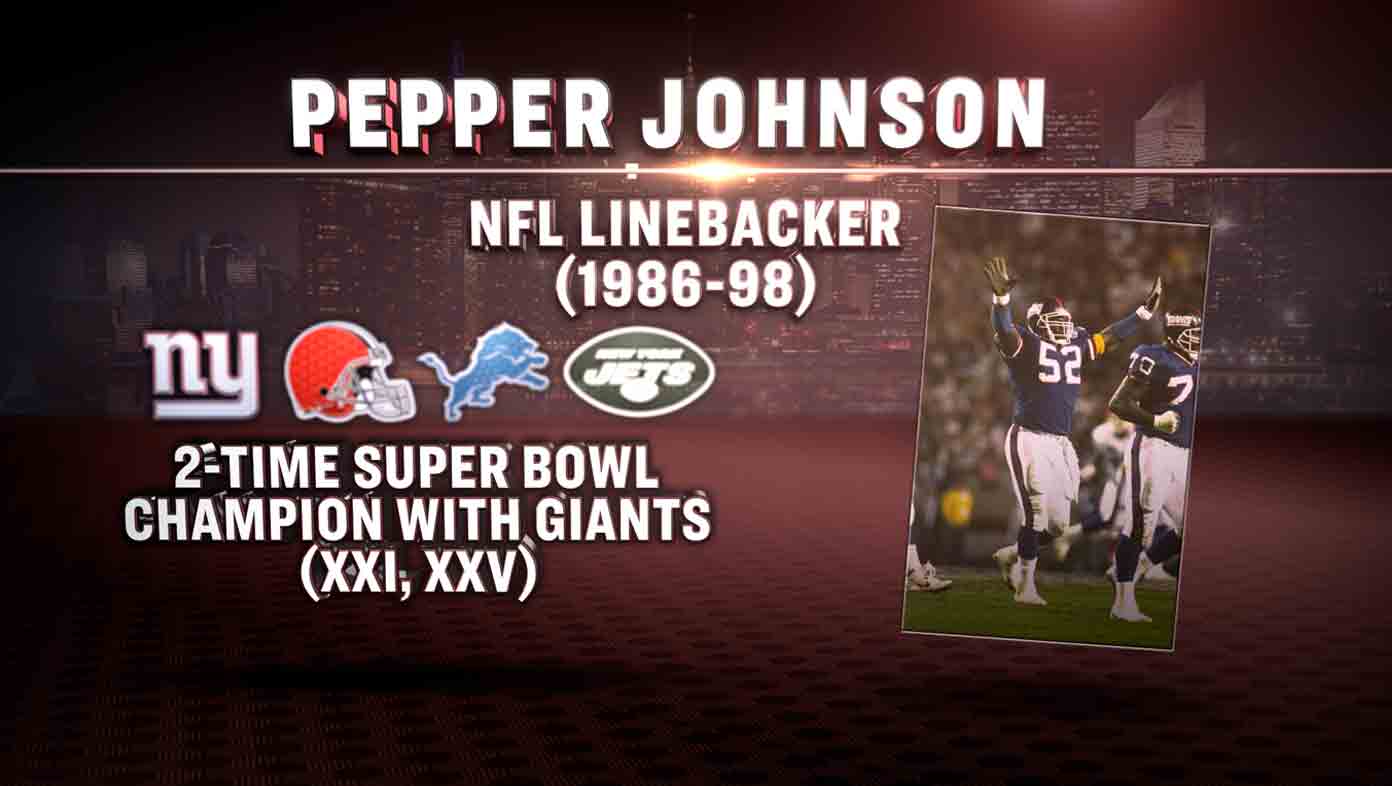 PEPPER JOHNSON
NFL LINEBACKER
(1986-98)
ny
NEW YORK
JETS
2-TIME SUPER BOWL
CHAMPION WITH GIANTS
(XXI, XXV)
52
7